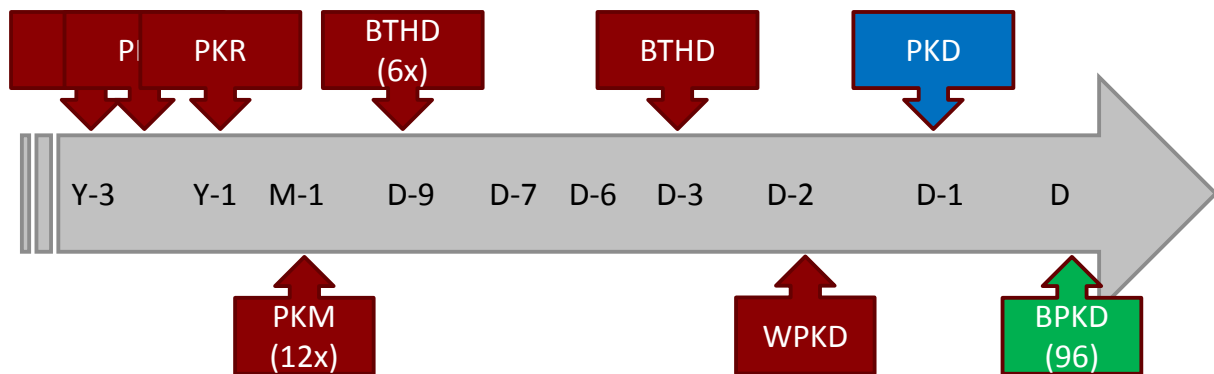 PKR
BTHD
(6x)
BTHD
PKD
Y-3
Y-1
M-1
D-9
D-7
D-6
D-3
D-2
D-1
D
PKM
(12x)
WPKD
BPKD
(96)